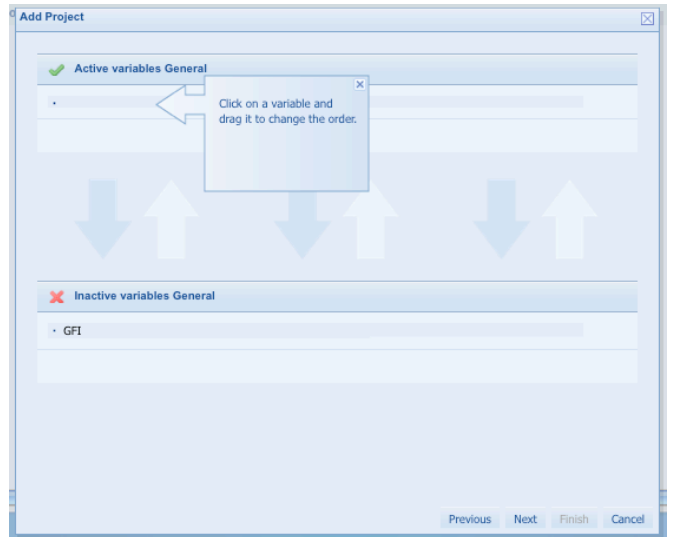 Add Project
Active variables General
Click on a variable and
drag it to change the order.
Inactive variables General
· GFI
Previous Next Finish Cancel